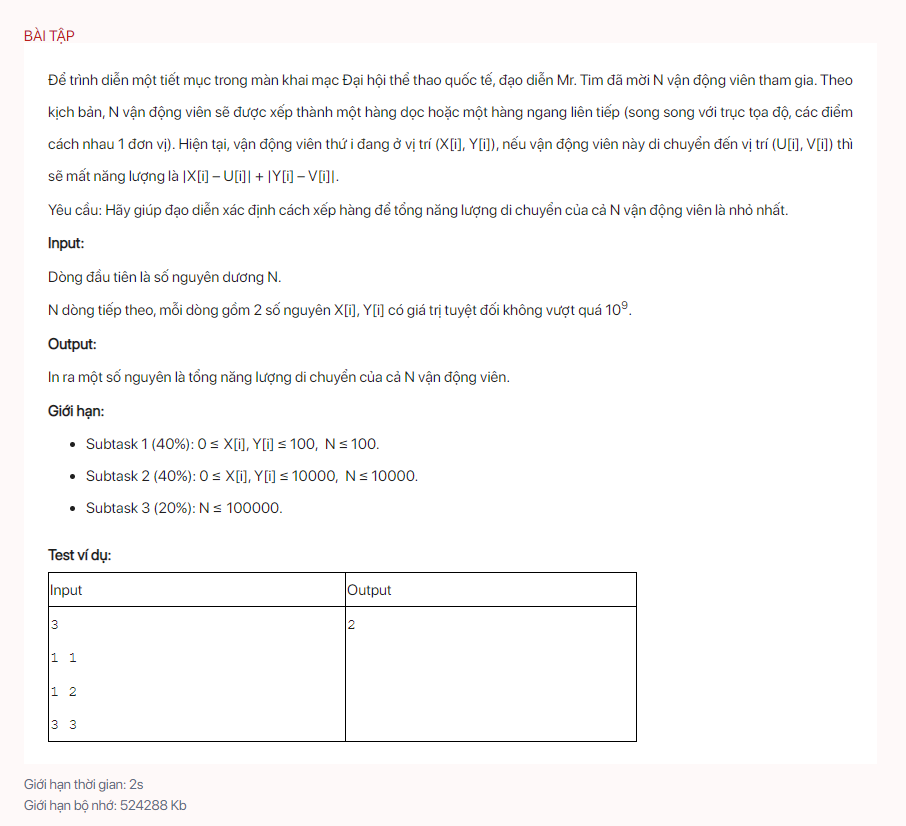 BÀI TẬP
Để trình diễn một tiết mục trong màn khai mạc Đại hội thể thao quốc tế, đạo diễn Mr. Tim đã mời N vận động viên tham gia. Theo
kịch bản, N vận động viên sẽ được xếp thành một hàng dọc hoặc một hàng ngang liên tiếp (song song với trục tọa độ, các điểm
cách nhau 1 đơn vị). Hiện tại, vận động viên thứ i đang ở vị trí (X[i], Y[i]), nếu vận động viên này di chuyển đến vị trí (U[i], V[i]) thì
sẽ mất năng lượng là |X[i] – U[i]| + |Y[i] – V[i]|.
Yêu cầu: Hãy giúp đạo diễn xác định cách xếp hàng để tổng năng lượng di chuyển của cả N vận động viên là nhỏ nhất.
Input:
Dòng đầu tiên là số nguyên dương N.
N dòng tiếp theo, mỗi dòng gồm 2 số nguyên X[i], Y[i] có giá trị tuyệt đối không vượt quá 10⁹.
Output:
In ra một số nguyên là tổng năng lượng di chuyển của cả N vận động viên.
Giới hạn:
• Subtask 1 (40%): 0 ≤ X[i], Y[i] ≤ 100, N ≤ 100.
• Subtask 2 (40%): 0 ≤ X[i], Y[i] ≤ 10000, N ≤ 10000.
• Subtask 3 (20%): N ≤ 100000.
Test ví dụ:
Input Output
3 2
1 1
1 2
3 3
Giới hạn thời gian: 2s
Giới hạn bộ nhớ: 524288 Kb